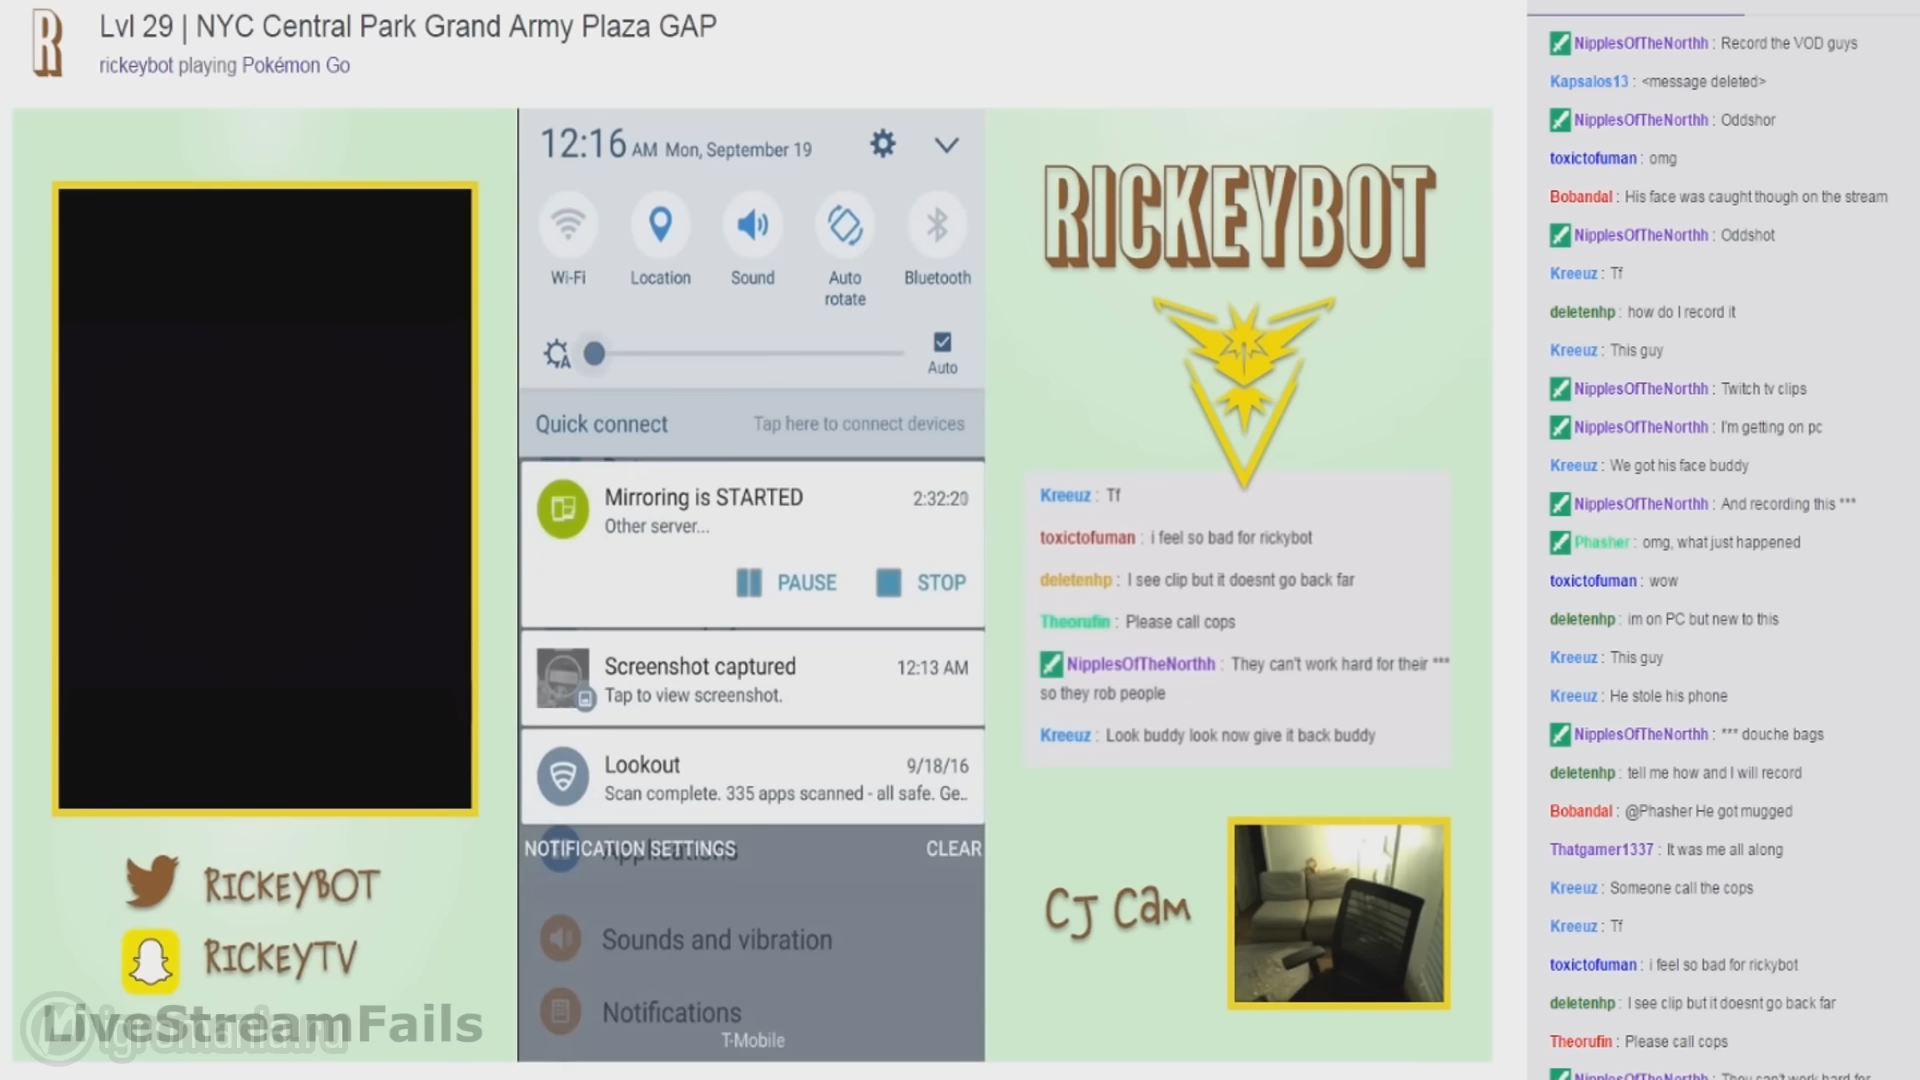 R
Lvl 29 | NYC Central Park Grand Army Plaza GAP
rickeybot playing Pokémon Go
RICKEYBOT
RICKEYTV
LiveStreamFails
igromania.ru
12:16 AM Mon, September 19
Wi-Fi
Location
Sound
Auto
rotate
Bluetooth
A
Auto
Quick connect
Tap here to connect devices
Mirroring is STARTED
2:32:20
Other server...
PAUSE
STOP
Screenshot captured
12:13 AM
Tap to view screenshot.
Lookout
9/18/16
Scan complete. 335 apps scanned - all safe. Ge..
NOTIFICATION SETTINGS
CLEAR
Applications
Sounds and vibration
Notifications
T-Mobile
RICKEYBOT
Kreeuz : Tf
toxictofuman : i feel so bad for rickybot
deletenhp : I see clip but it doesnt go back far
Theorufin : Please call cops
NipplesOfTheNorthh : They can't work hard for their ***
so they rob people
Kreeuz : Look buddy look now give it back buddy
CJ Cam
NipplesOfTheNorthh : Record the VOD guys
Kapsalos13 : <message deleted>
NipplesOfTheNorthh : Oddshor
toxictofuman : omg
Bobandal : His face was caught though on the stream
NipplesOfTheNorthh : Oddshot
Kreeuz : Tf
deletenhp : how do I record it
Kreeuz : This guy
NipplesOfTheNorthh : Twitch tv clips
NipplesOfTheNorthh : I'm getting on pc
Kreeuz : We got his face buddy
NipplesOfTheNorthh : And recording this ***
Phasher : omg, what just happened
toxictofuman : wow
deletenhp : im on PC but new to this
Kreeuz : This guy
Kreeuz : He stole his phone
NipplesOfTheNorthh : *** douche bags
deletenhp : tell me how and I will record
Bobandal : @Phasher He got mugged
Thatgamer1337 : It was me all along
Kreeuz : Someone call the cops
Kreeuz : Tf
toxictofuman : i feel so bad for rickybot
deletenhp : I see clip but it doesnt go back far
Theorufin : Please call cops
NipplesOfTheNorthh : They can't work hard for